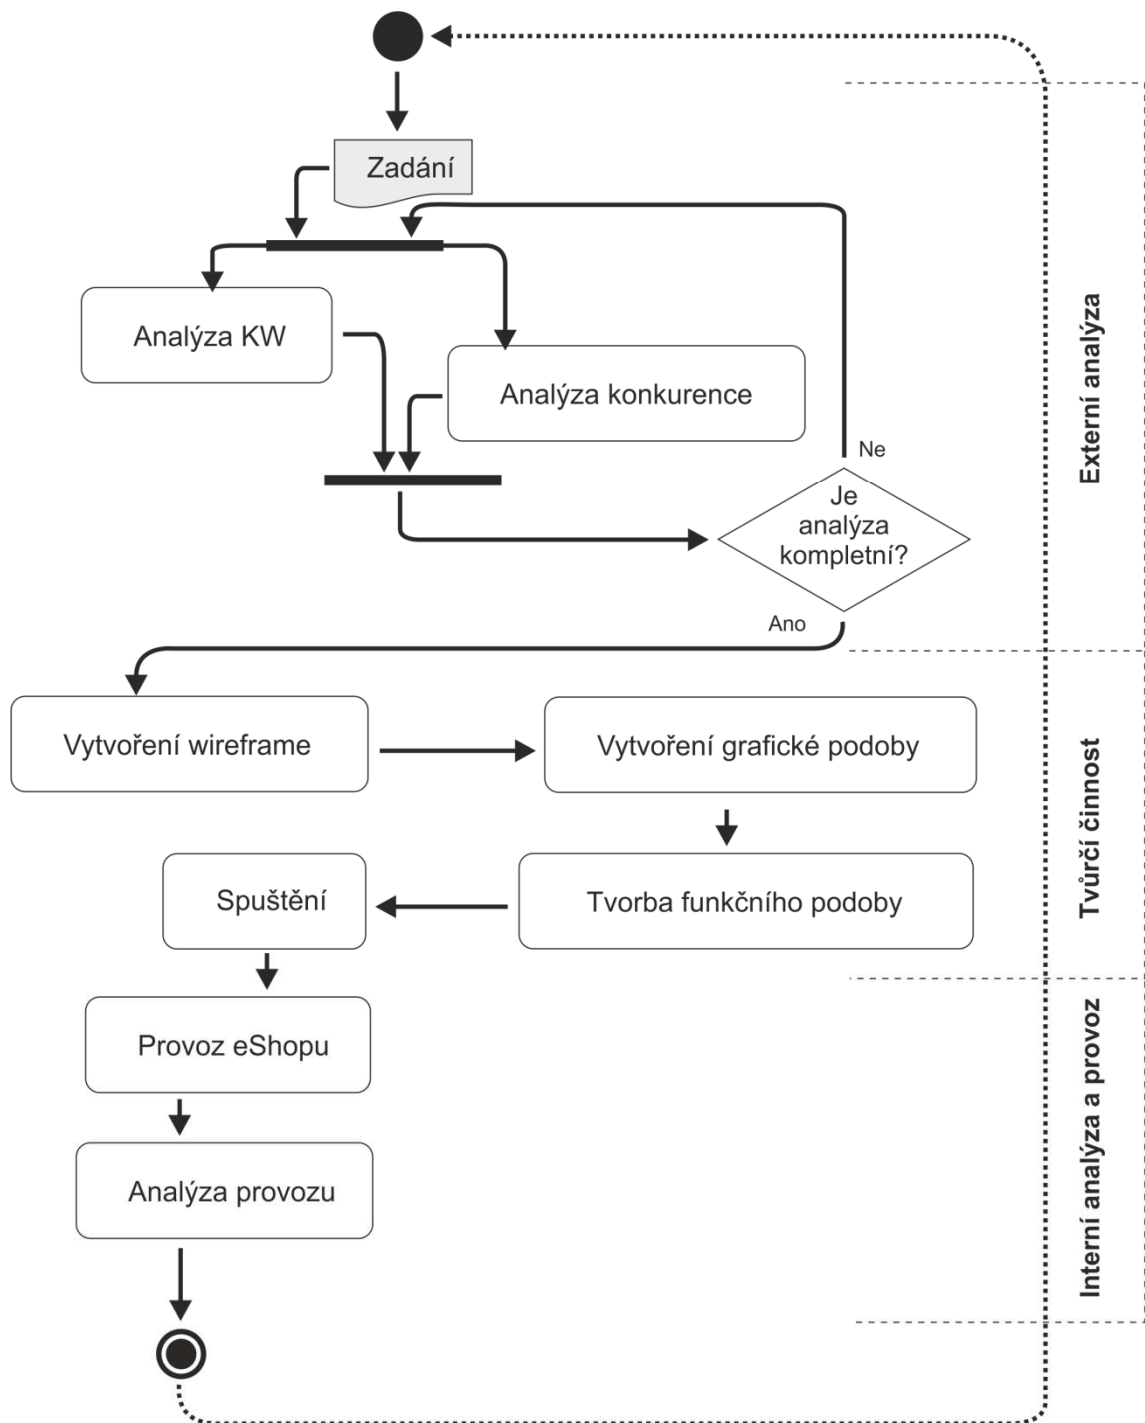 Zadání
Analýza KW
Analýza konkurence
Ne
Je
analýza
kompletní?
Ano
Externí analýza
Vytvoření wireframe
Vytvoření grafické podoby
Spuštění
Tvorba funkčního podoby
Tvůrčí činnost
Provoz eShopu
Analýza provozu
Interní analýza a provoz